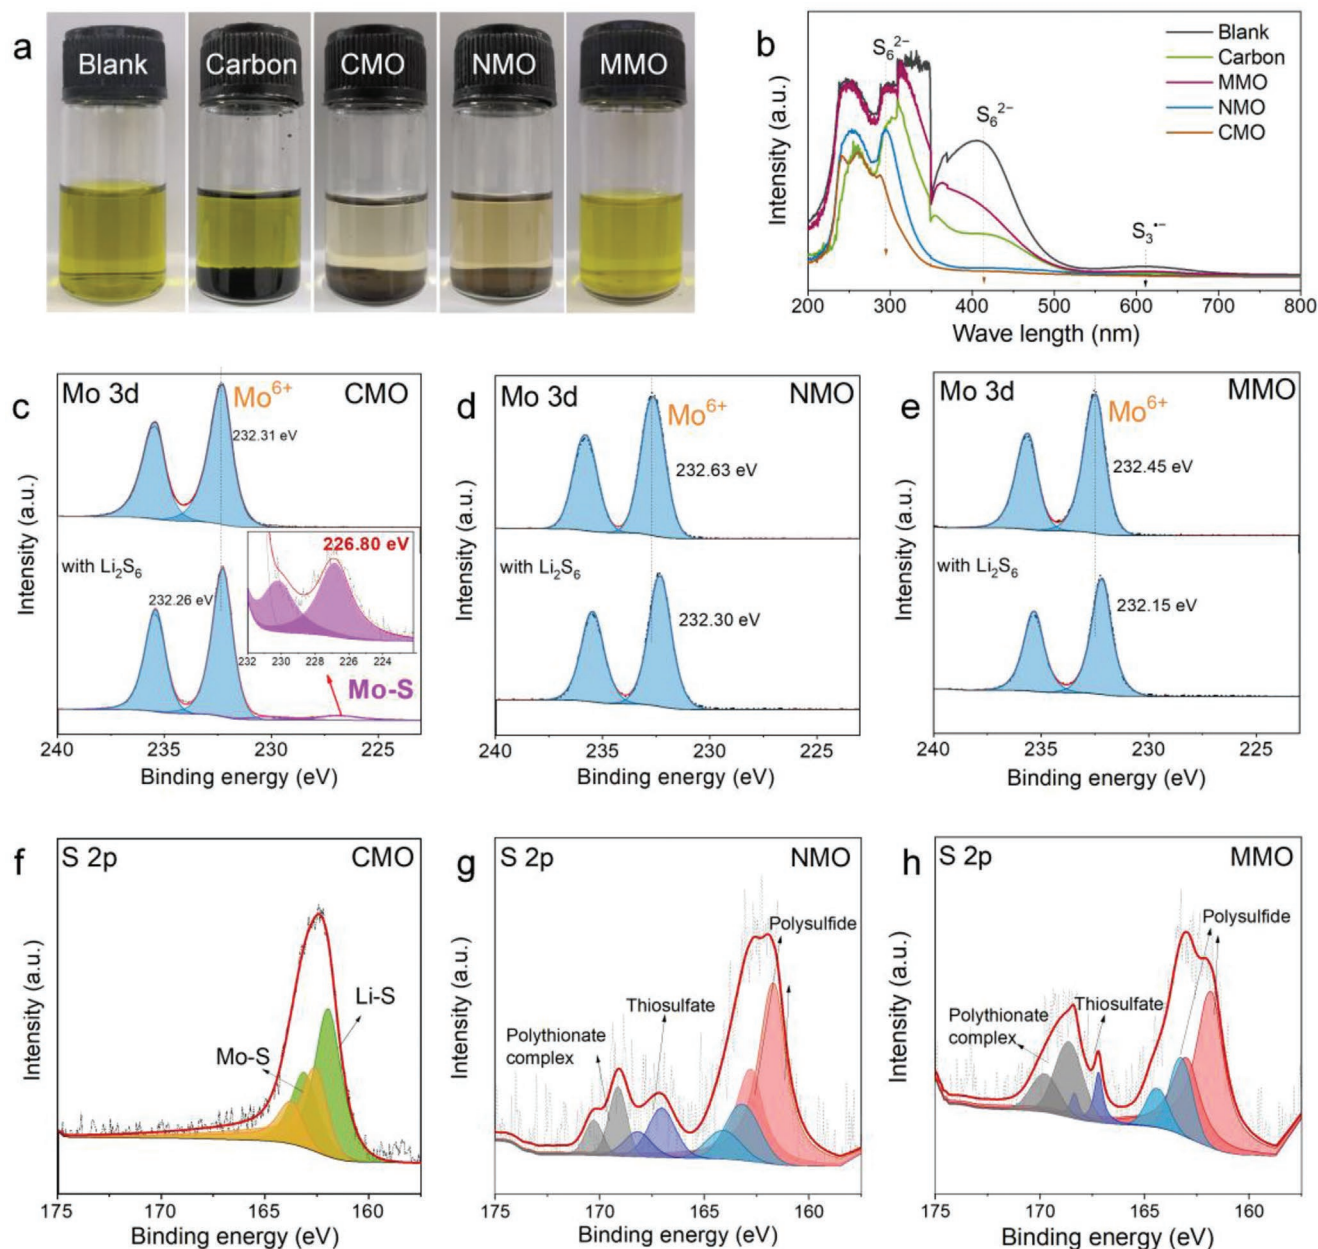 a
Blank
Carbon
CMO
NMO
MMO
b
S₆²⁻
S₆²⁻
S₃•⁻
Blank
Carbon
MMO
NMO
CMO
Intensity (a.u.)
200 300 400 500 600 700 800
Wave length (nm)
c
Mo 3d
Mo⁶⁺
CMO
232.31 eV
with Li₂S₆
232.26 eV
226.80 eV
232 230 228 226 224
Mo-S
Intensity (a.u.)
240 235 230 225
Binding energy (eV)
d
Mo 3d
NMO
Mo⁶⁺
232.63 eV
with Li₂S₆
232.30 eV
Intensity (a.u.)
240 235 230 225
Binding energy (eV)
e
Mo 3d
MMO
Mo⁶⁺
232.45 eV
with Li₂S₆
232.15 eV
Intensity (a.u.)
240 235 230 225
Binding energy (eV)
f
S 2p
CMO
Li-S
Mo-S
Intensity (a.u.)
175 170 165 160
Binding energy (eV)
g
S 2p
NMO
Polysulfide
Thiosulfate
Polythionate
complex
Intensity (a.u.)
175 170 165 160
Binding energy (eV)
h
S 2p
MMO
Polysulfide
Thiosulfate
Polythionate
complex
Intensity (a.u.)
175 170 165 160
Binding energy (eV)